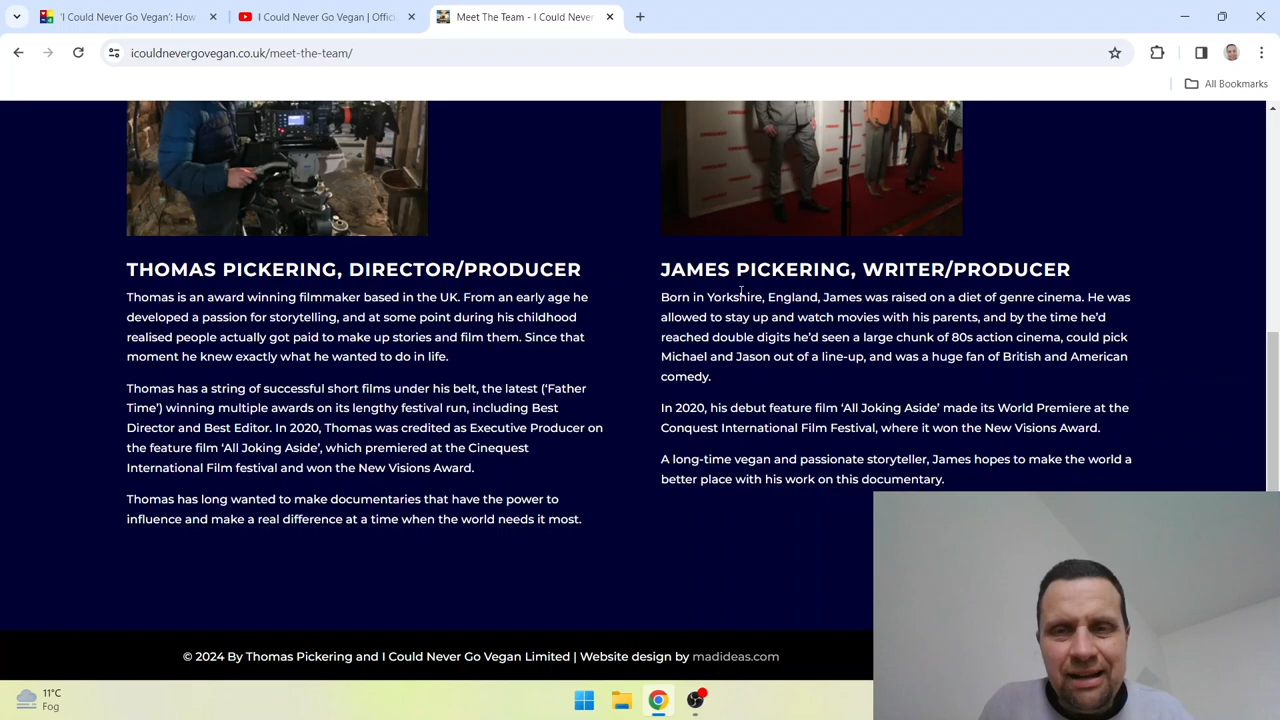 'I Could Never Go Vegan': How
I Could Never Go Vegan | Offici
Meet The Team - I Could Never
icouldnevergovegan.co.uk/meet-the-team/
All Bookmarks
THOMAS PICKERING, DIRECTOR/PRODUCER
Thomas is an award winning filmmaker based in the UK. From an early age he
developed a passion for storytelling, and at some point during his childhood
realised people actually got paid to make up stories and film them. Since that
moment he knew exactly what he wanted to do in life.
Thomas has a string of successful short films under his belt, the latest ('Father
Time') winning multiple awards on its lengthy festival run, including Best
Director and Best Editor. In 2020, Thomas was credited as Executive Producer on
the feature film 'All Joking Aside', which premiered at the Cinequest
International Film festival and won the New Visions Award.
Thomas has long wanted to make documentaries that have the power to
influence and make a real difference at a time when the world needs it most.
JAMES PICKERING, WRITER/PRODUCER
Born in Yorkshire, England, James was raised on a diet of genre cinema. He was
allowed to stay up and watch movies with his parents, and by the time he'd
reached double digits he'd seen a large chunk of 80s action cinema, could pick
Michael and Jason out of a line-up, and was a huge fan of British and American
comedy.
In 2020, his debut feature film 'All Joking Aside' made its World Premiere at the
Conquest International Film Festival, where it won the New Visions Award.
A long-time vegan and passionate storyteller, James hopes to make the world a
better place with his work on this documentary.
© 2024 By Thomas Pickering and I Could Never Go Vegan Limited | Website design by madideas.com
11°C
Fog